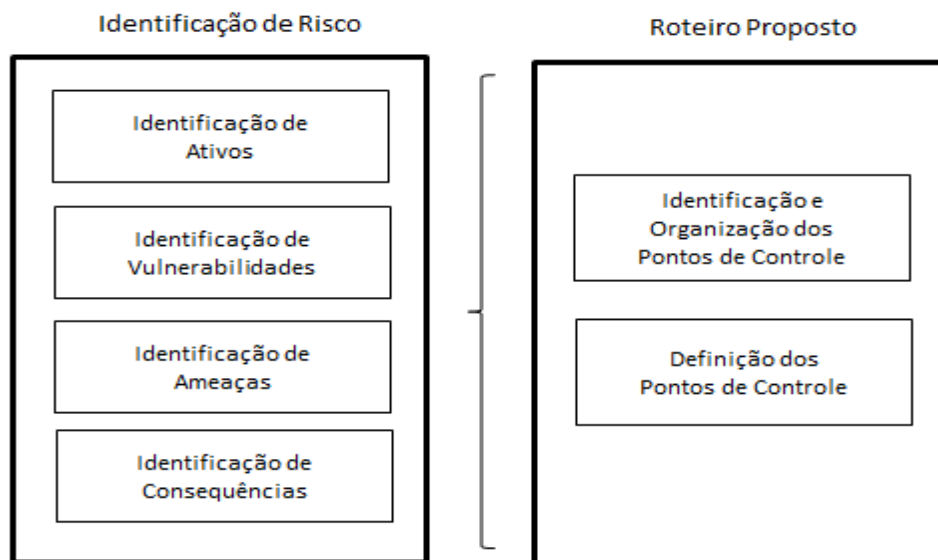 Identificação de Risco
Identificação de
Ativos
Identificação de
Vulnerabilidades
Identificação de
Ameaças
Identificação de
Consequências
Roteiro Proposto
Identificação e
Organização dos
Pontos de Controle
Definição dos
Pontos de Controle